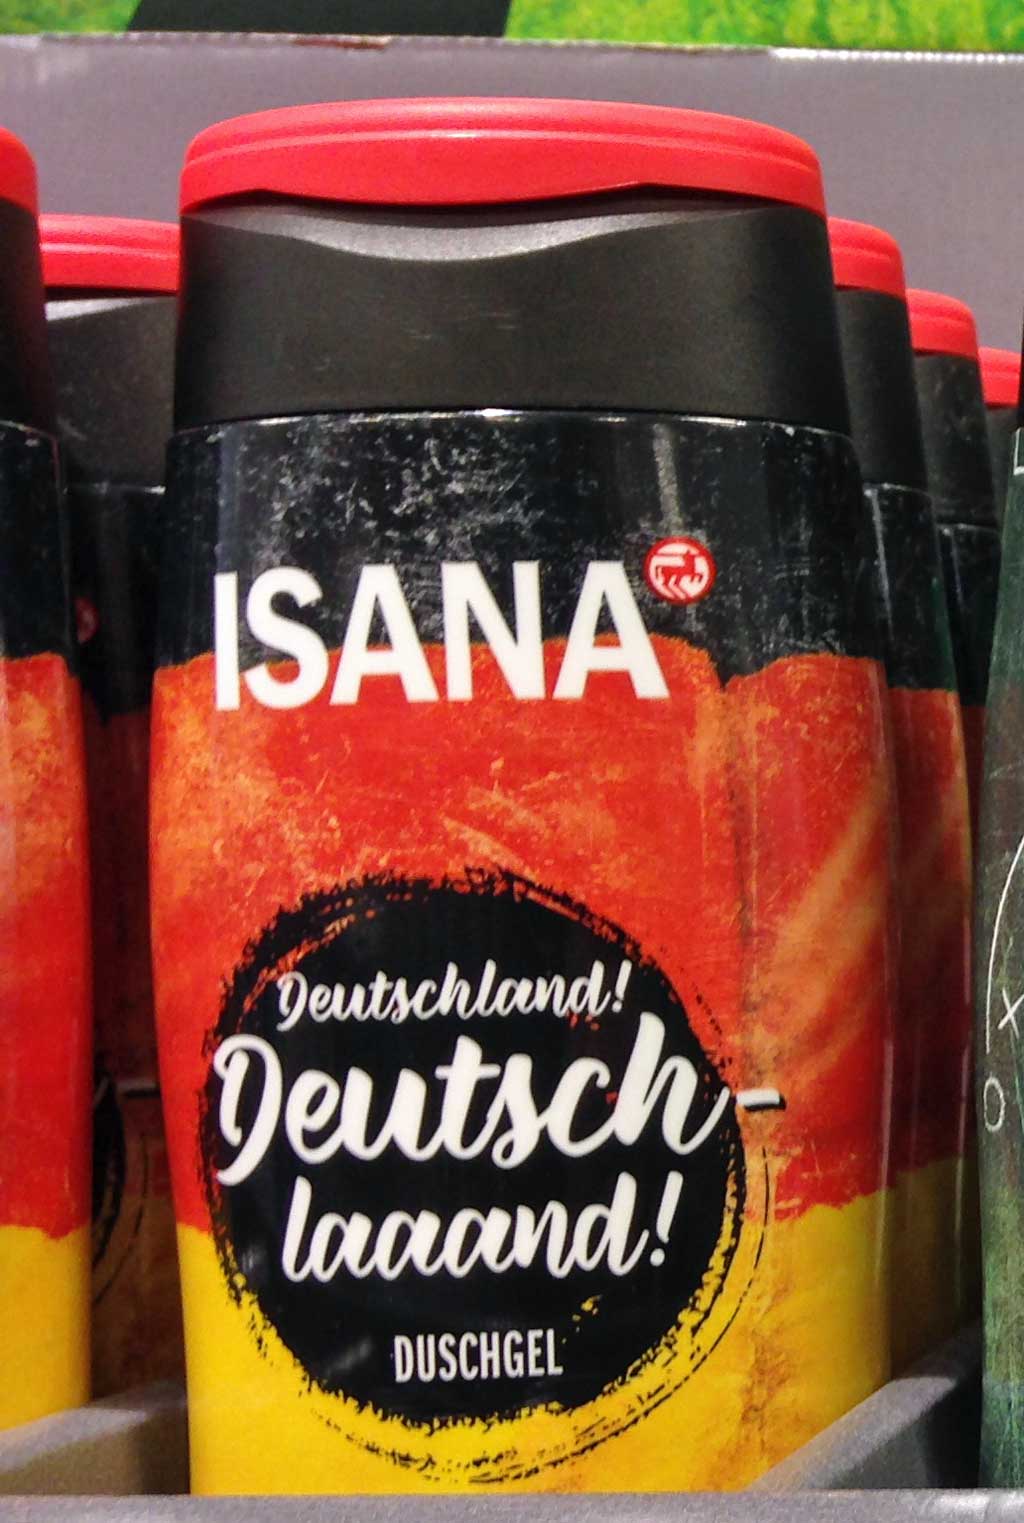 ISANA
Deutschland!
Deutsch-
laaand!
DUSCHGEL
x
o